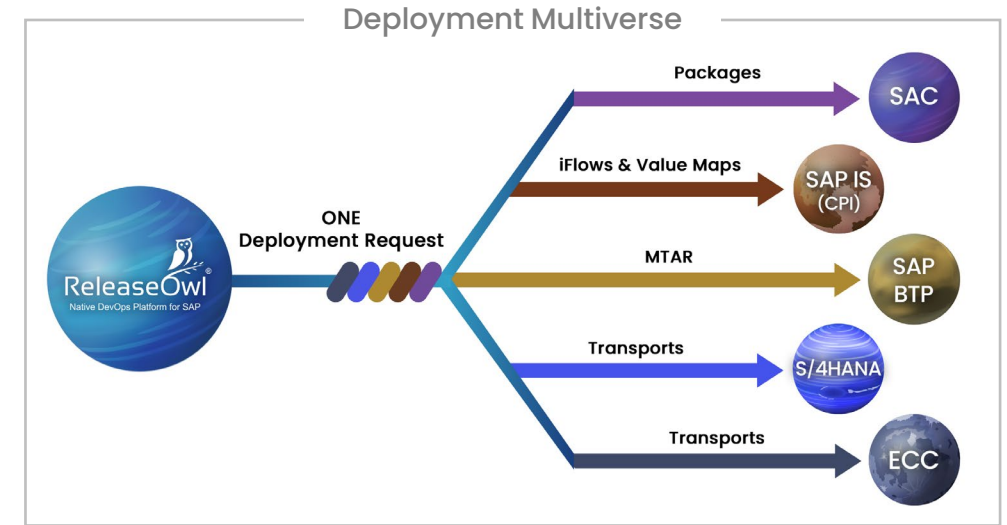 Deployment Multiverse
Packages
SAC
iFlows & Value Maps
SAP IS
(CPI)
ONE
Deployment Request
ReleaseOwl®
Native DevOps Platform for SAP
MTAR
SAP
BTP
Transports
S/4HANA
Transports
ECC